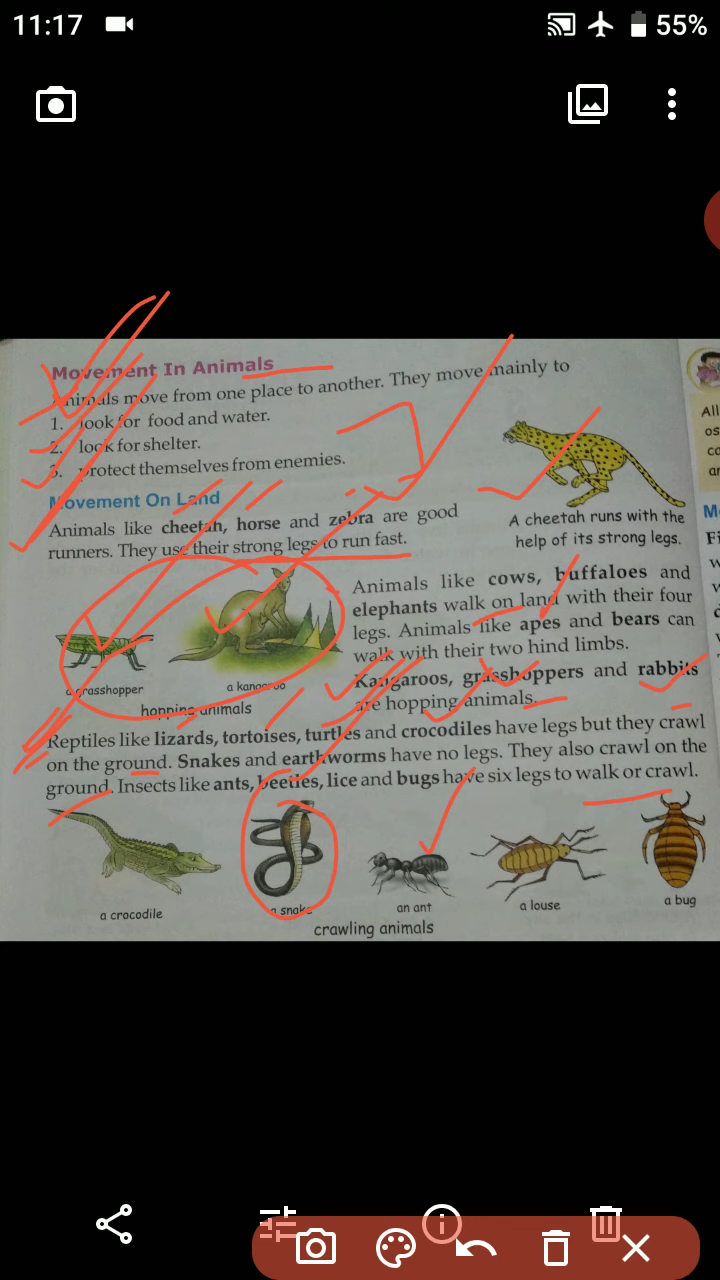 11:17
55%
Movement In Animals
Animals move from one place to another. They move mainly to
1. look for food and water.
2. look for shelter.
3. protect themselves from enemies.
Movement On Land
Animals like cheetah, horse and zebra are good
runners. They use their strong legs to run fast.
A cheetah runs with the
help of its strong legs.
Animals like cows, buffaloes and
elephants walk on land with their four
legs. Animals like apes and bears can
walk with their two hind limbs.
Kangaroos, grasshoppers and rabbits
are hopping animals.
a grasshopper
a kangaroo
hopping animals
Reptiles like lizards, tortoises, turtles and crocodiles have legs but they crawl
on the ground. Snakes and earthworms have no legs. They also crawl on the
ground. Insects like ants, beetles, lice and bugs have six legs to walk or crawl.
a crocodile
a snake
an ant
a louse
a bug
crawling animals
All
os
ca
ar
M
Fi